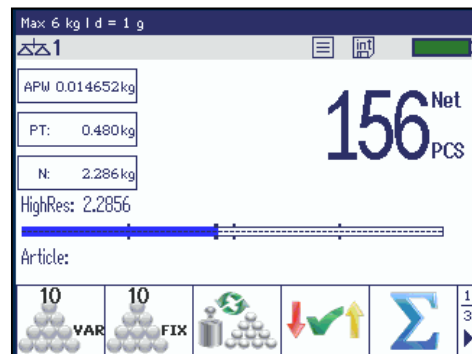 Max 6 kg | d = 1 g
1
int
APW 0.014652kg
156 Net PCS
PT: 0.480kg
N: 2.286kg
HighRes: 2.2856
Article:
10 VAR
10 FIX
1
3